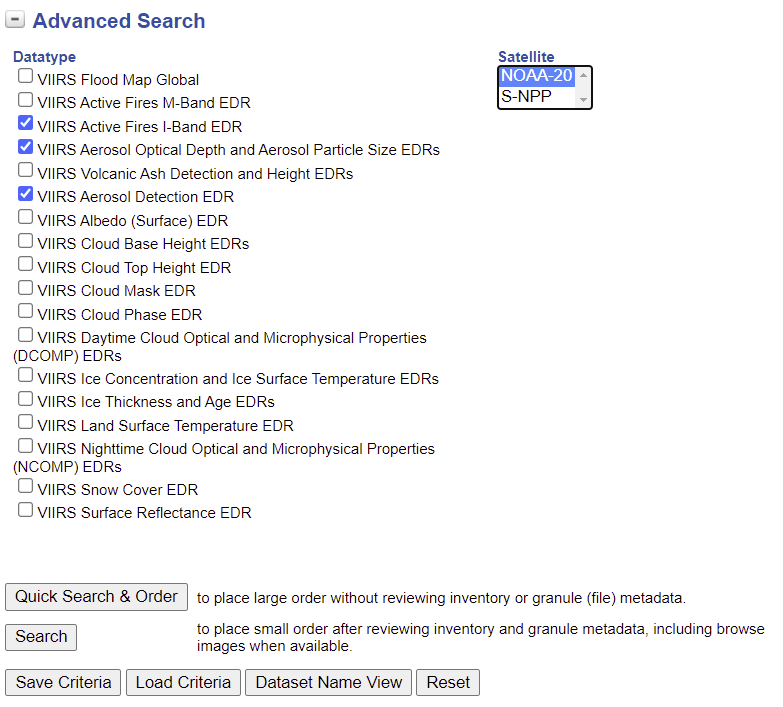 Advanced Search
Datatype
Satellite
VIIRS Flood Map Global
NOAA-20
VIIRS Active Fires M-Band EDR
S-NPP
VIIRS Active Fires I-Band EDR
VIIRS Aerosol Optical Depth and Aerosol Particle Size EDRs
VIIRS Volcanic Ash Detection and Height EDRs
VIIRS Aerosol Detection EDR
VIIRS Albedo (Surface) EDR
VIIRS Cloud Base Height EDRs
VIIRS Cloud Top Height EDR
VIIRS Cloud Mask EDR
VIIRS Cloud Phase EDR
VIIRS Daytime Cloud Optical and Microphysical Properties
(DCOMP) EDRs
VIIRS Ice Concentration and Ice Surface Temperature EDRs
VIIRS Ice Thickness and Age EDRs
VIIRS Land Surface Temperature EDR
VIIRS Nighttime Cloud Optical and Microphysical Properties
(NCOMP) EDRs
VIIRS Snow Cover EDR
VIIRS Surface Reflectance EDR
Quick Search & Order
to place large order without reviewing inventory or granule (file) metadata.
Search
to place small order after reviewing inventory and granule metadata, including browse
images when available.
Save Criteria
Load Criteria
Dataset Name View
Reset